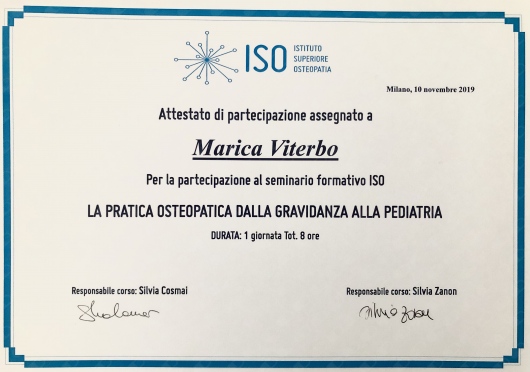 ISO
ISTITUTO
SUPERIORE
OSTEOPATIA
Milano, 10 novembre 2019
Attestato di partecipazione assegnato a
Marica Viterbo
Per la partecipazione al seminario formativo ISO
LA PRATICA OSTEOPATICA DALLA GRAVIDANZA ALLA PEDIATRIA
DURATA: 1 giornata Tot. 8 ore
Responsabile corso: Silvia Cosmai
Responsabile corso: Silvia Zanon